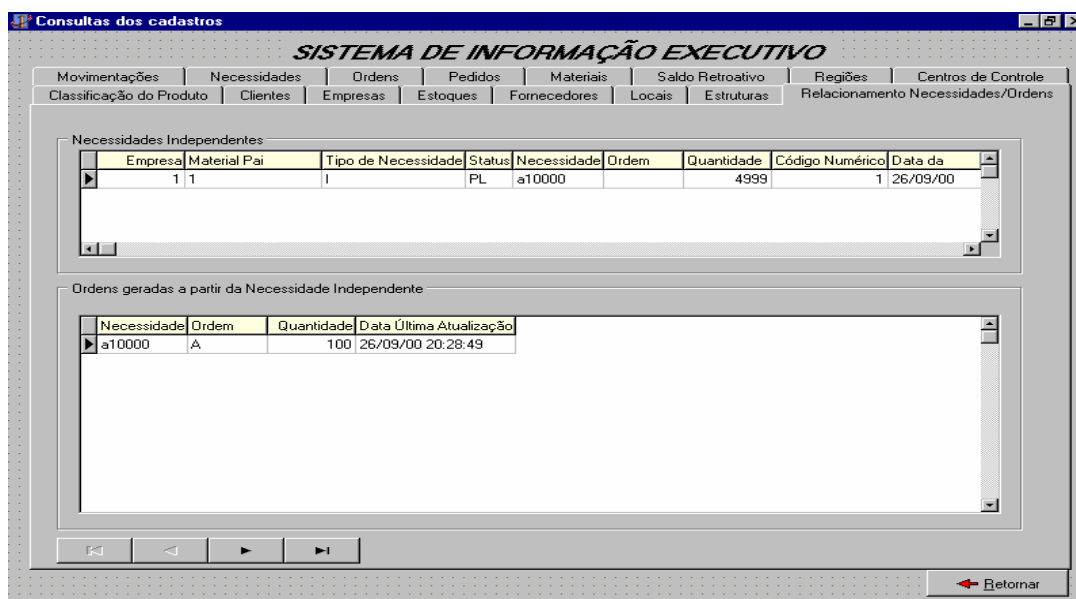 Consultas dos cadastros
SISTEMA DE INFORMAÇÃO EXECUTIVO
Movimentações Necessidades Ordens Pedidos Materiais Saldo Retroativo Regiões Centros de Controle
Classificação do Produto Clientes Empresas Estoques Fornecedores Locais Estruturas Relacionamento Necessidades/Ordens
Necessidades Independentes
Empresa Material Pai Tipo de Necessidade Status Necessidade Ordem Quantidade Código Numérico Data da
1 1 I PL a10000 4999 1 26/09/00
Ordens geradas a partir da Necessidade Independente
Necessidade Ordem Quantidade Data Última Atualização
a10000 A 100 26/09/00 20:28:49
Retornar